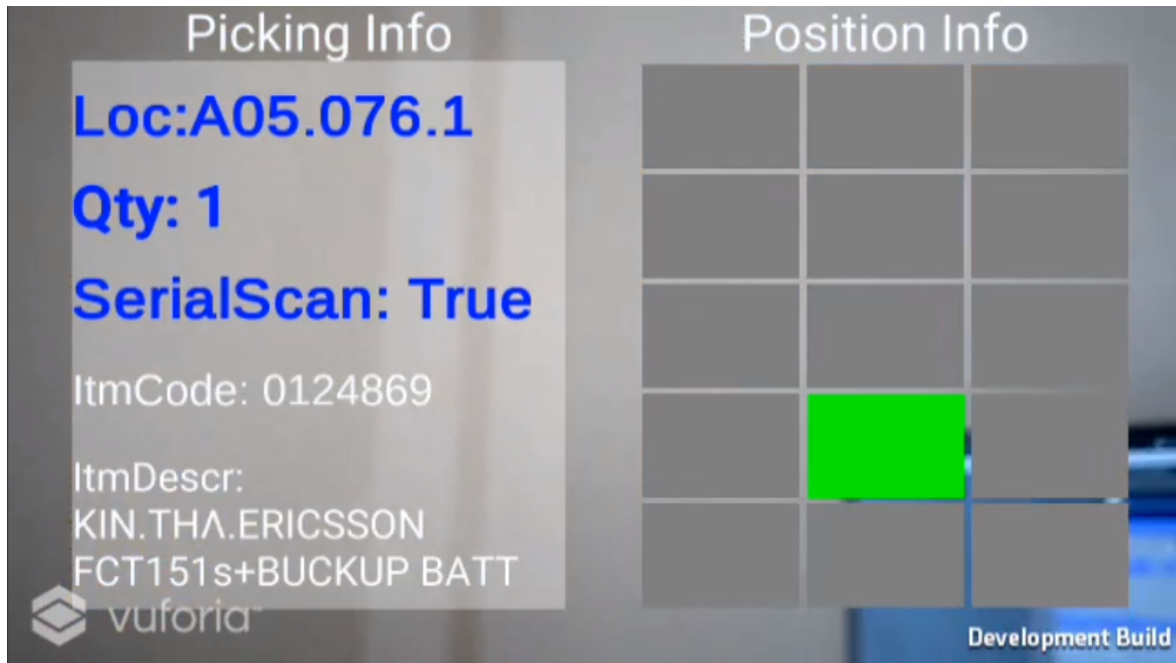 Picking Info
Loc:A05.076.1
Qty: 1
SerialScan: True
ItmCode: 0124869
ItmDescr:
KIN.THΛ.ERICSSON
FCT151s+BUCKUP BATT
vuforia™
Position Info
Development Build